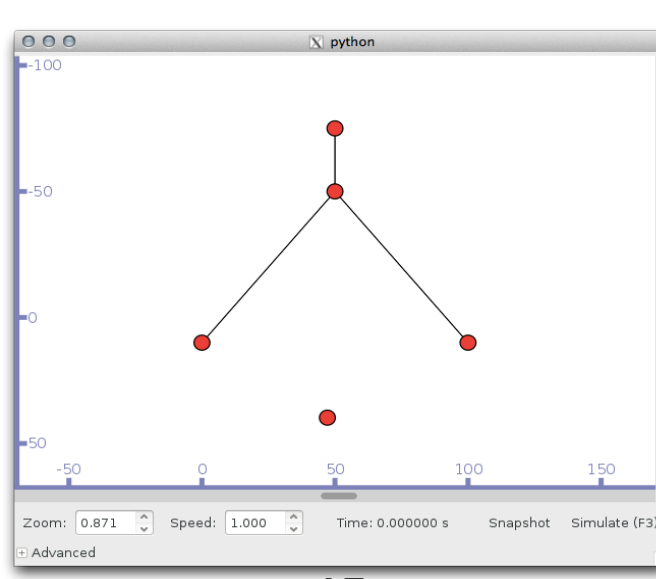 python
-100
-50
0
50
-50 0 50 100 150
Zoom: 0.871 Speed: 1.000 Time: 0.000000 s Snapshot Simulate (F3)
Advanced